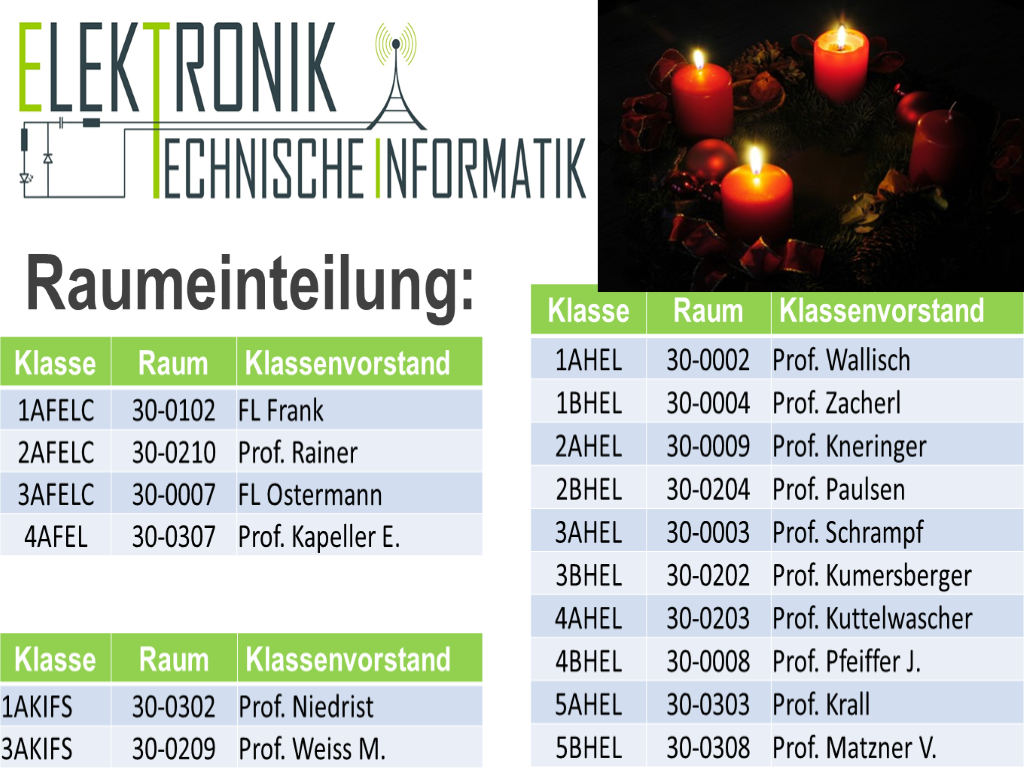 ELEKTRONIK
TECHNISCHE INFORMATIK
Raumeinteilung:
Klasse Raum Klassenvorstand
1AFELC 30-0102 FL Frank
2AFELC 30-0210 Prof. Rainer
3AFELC 30-0007 FL Ostermann
4AFEL 30-0307 Prof. Kapeller E.
Klasse Raum Klassenvorstand
1AKIFS 30-0302 Prof. Niedrist
3AKIFS 30-0209 Prof. Weiss M.
Klasse Raum Klassenvorstand
1AHEL 30-0002 Prof. Wallisch
1BHEL 30-0004 Prof. Zacherl
2AHEL 30-0009 Prof. Kneringer
2BHEL 30-0204 Prof. Paulsen
3AHEL 30-0003 Prof. Schrampf
3BHEL 30-0202 Prof. Kumersberger
4AHEL 30-0203 Prof. Kuttelwascher
4BHEL 30-0008 Prof. Pfeiffer J.
5AHEL 30-0303 Prof. Krall
5BHEL 30-0308 Prof. Matzner V.